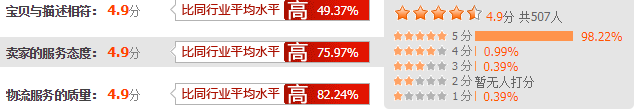 宝贝与描述相符： 4.9分 比同行业平均水平 高 49.37%
卖家的服务态度： 4.9分 比同行业平均水平 高 75.97%
物流服务的质量： 4.9分 比同行业平均水平 高 82.24%
4.9分 共507人
5分 98.22%
4分 0.99%
3分 0.39%
2分 暂无人打分
1分 0.39%